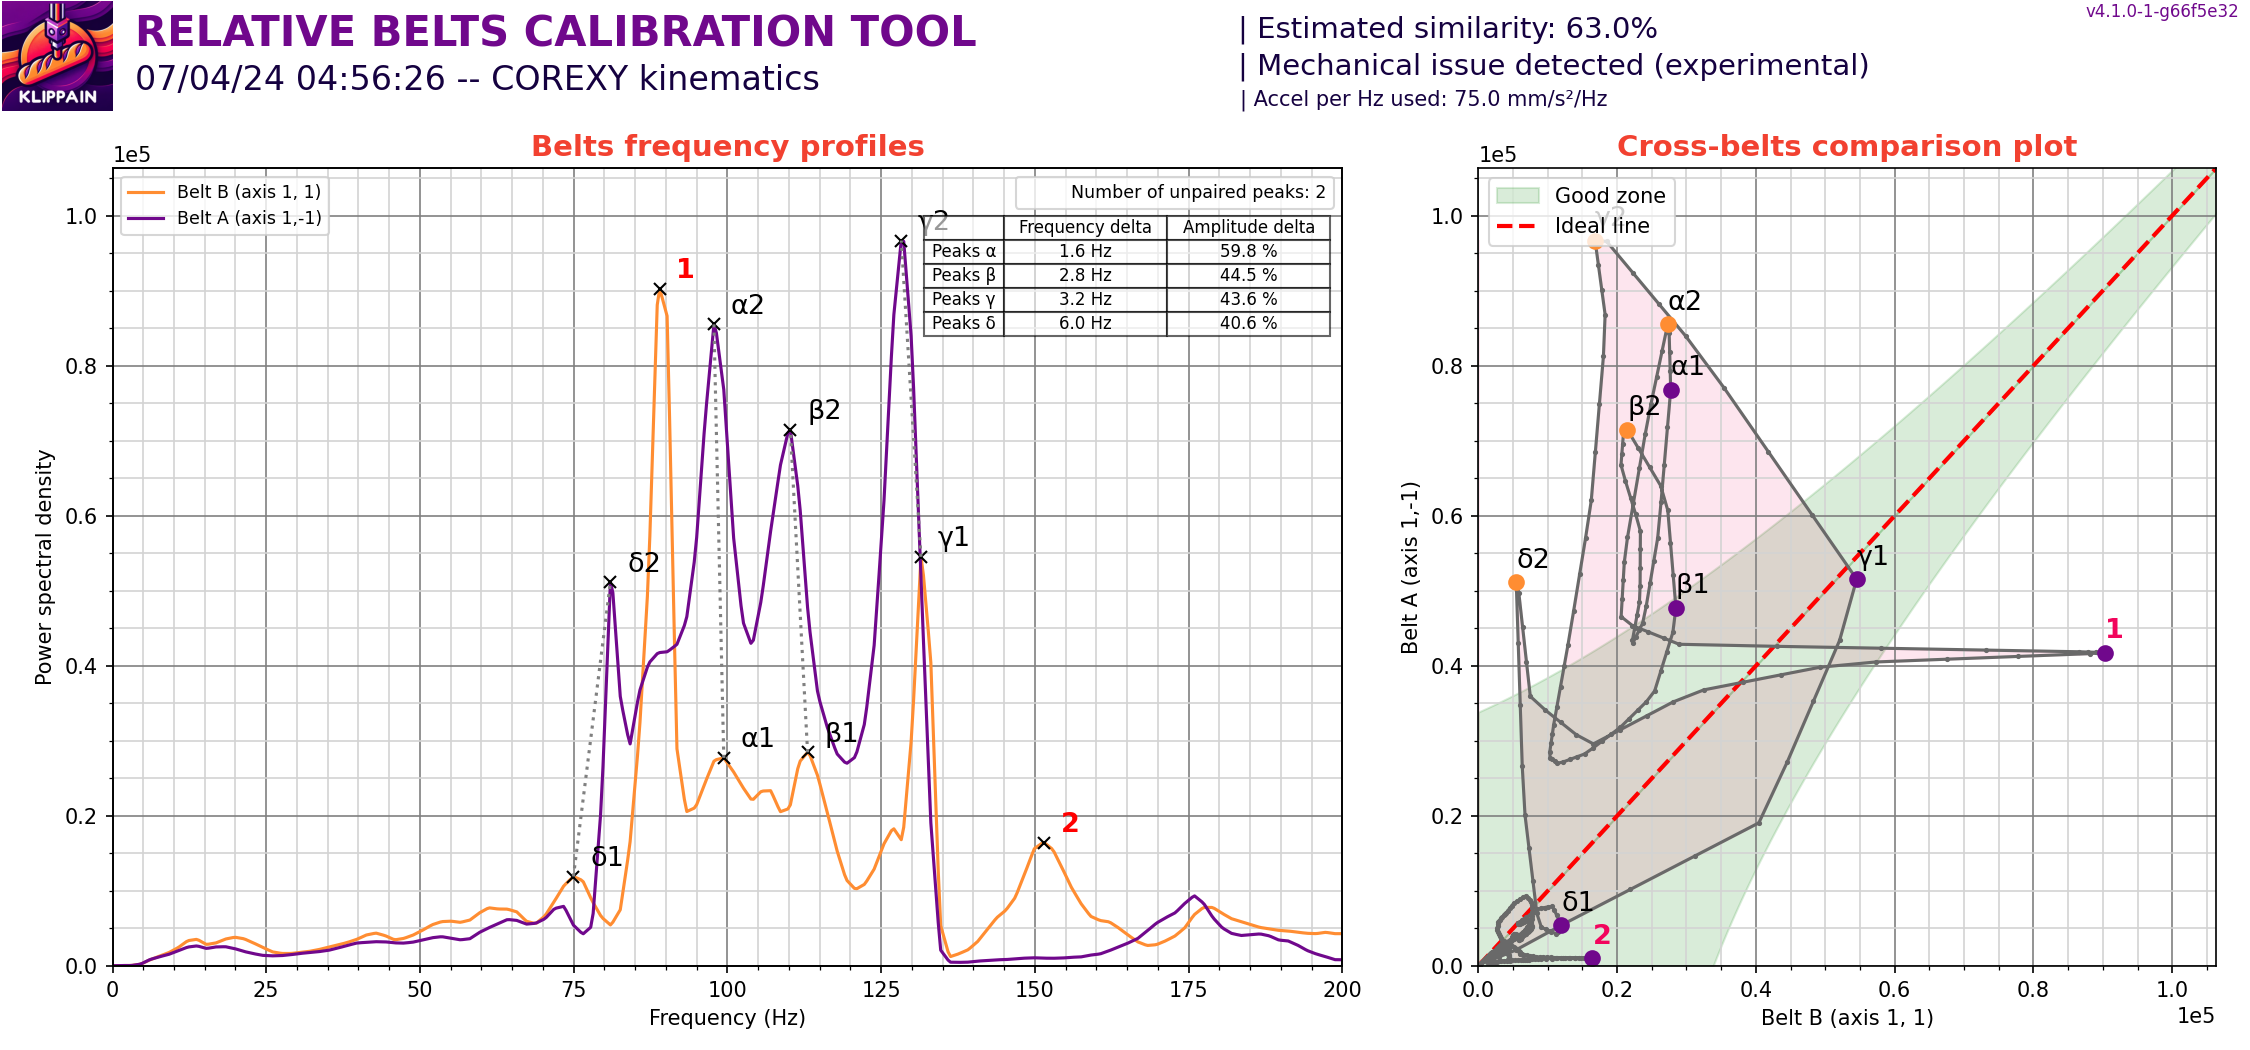 KLIPPAIN
RELATIVE BELTS CALIBRATION TOOL
07/04/24 04:56:26 -- COREXY kinematics
| Estimated similarity: 63.0%
| Mechanical issue detected (experimental)
| Accel per Hz used: 75.0 mm/s²/Hz
v4.1.0-1-g66f5e32
Belts frequency profiles
1e5
Belt B (axis 1, 1)
Belt A (axis 1,-1)
Number of unpaired peaks: 2
Frequency delta Amplitude delta
Peaks α 1.6 Hz 59.8 %
Peaks β 2.8 Hz 44.5 %
Peaks γ 3.2 Hz 43.6 %
Peaks δ 6.0 Hz 40.6 %
γ2
1
α2
β2
δ2
γ1
α1
β1
δ1
2
1.0
0.8
0.6
0.4
0.2
0.0
Power spectral density
0 25 50 75 100 125 150 175 200
Frequency (Hz)
Cross-belts comparison plot
1e5
Good zone
Ideal line
γ2
α2
α1
β2
δ2
γ1
β1
1
δ1
2
1.0
0.8
0.6
0.4
0.2
0.0
Belt A (axis 1,-1)
0.0 0.2 0.4 0.6 0.8 1.0
Belt B (axis 1, 1)
1e5